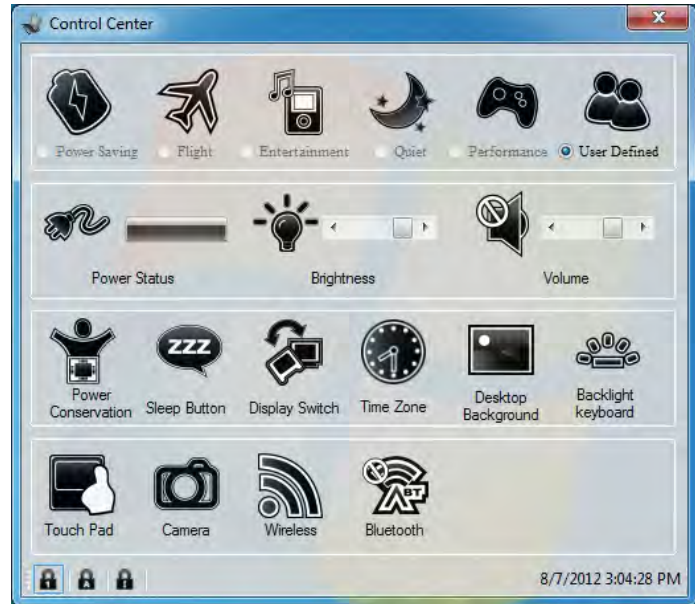 Control Center
Power Saving Flight Entertainment Quiet Performance User Defined
Power Status Brightness Volume
zzz
Power Conservation Sleep Button Display Switch Time Zone Desktop Background Backlight keyboard
BT
Touch Pad Camera Wireless Bluetooth
8/7/2012 3:04:28 PM